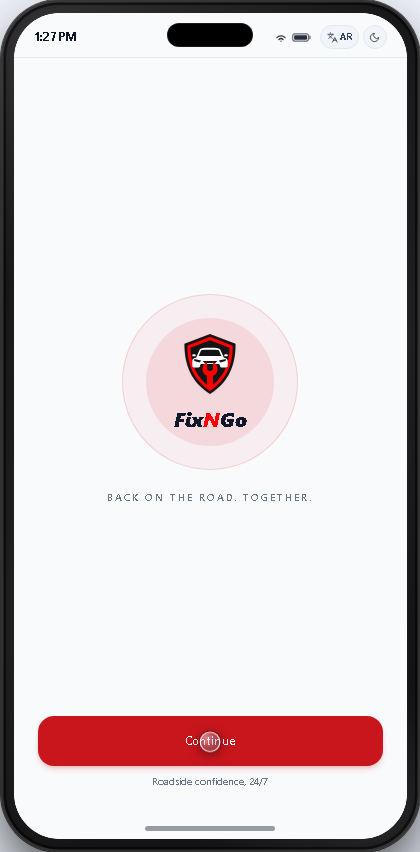 1:27 PM
AR
FixNGo
BACK ON THE ROAD. TOGETHER.
Continue
Roadside confidence, 24/7